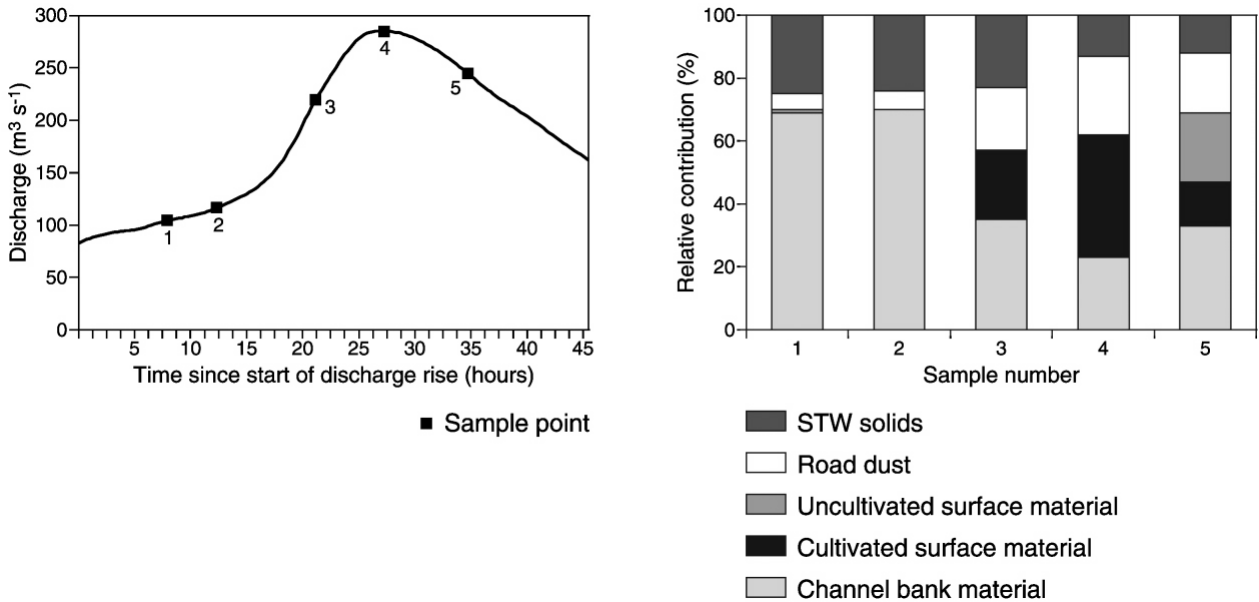 300
250
200
150
100
50
0
Discharge (m³ s⁻¹)
1
2
3
4
5
5 10 15 20 25 30 35 40 45
Time since start of discharge rise (hours)
Sample point
100
80
60
40
20
0
Relative contribution (%)
1 2 3 4 5
Sample number
STW solids
Road dust
Uncultivated surface material
Cultivated surface material
Channel bank material